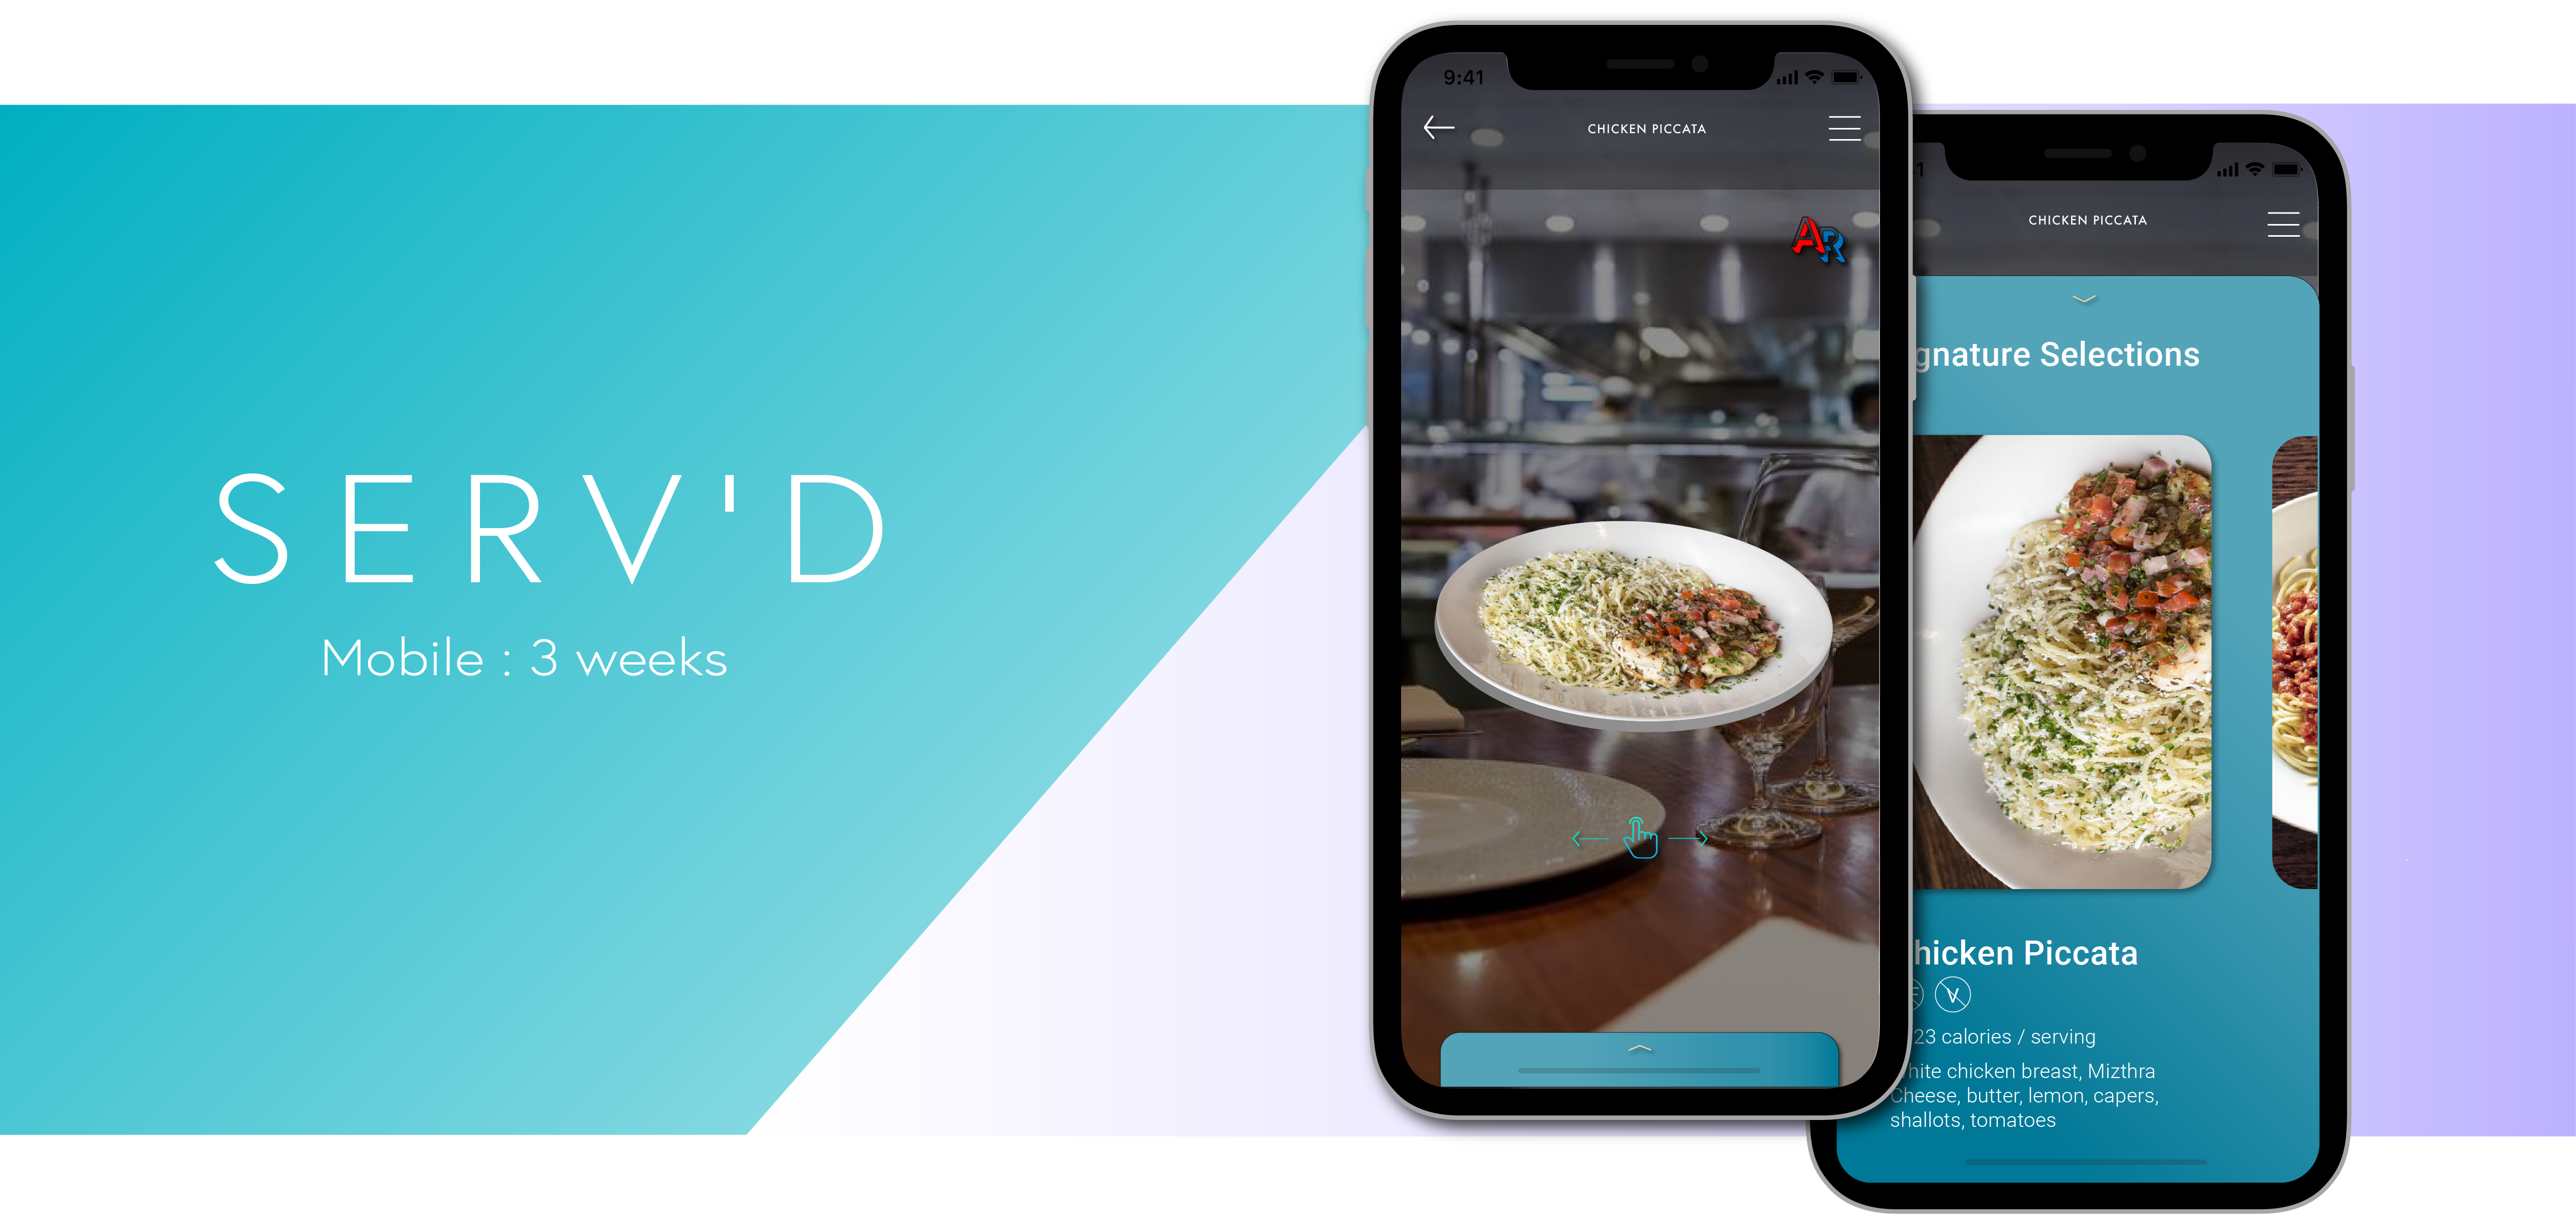 SERV'D
Mobile : 3 weeks
9:41
CHICKEN PICCATA
AR
CHICKEN PICCATA
gnature Selections
hicken Piccata
V
23 calories / serving
hite chicken breast, Mizthra
Cheese, butter, lemon, capers,
shallots, tomatoes